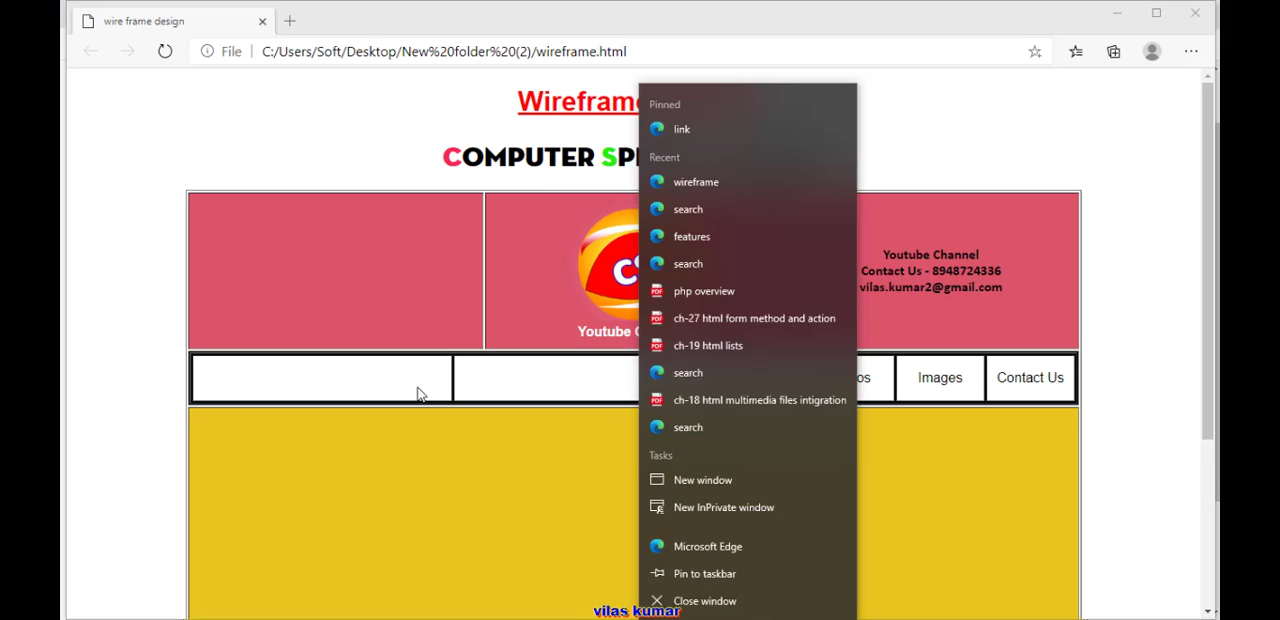 wire frame design
File
C:/Users/Soft/Desktop/New%20folder%20(2)/wireframe.html
COMPUTER
Youtube Channel
Contact Us - 8948724336
vilas.kumar2@gmail.com
Youtube
Images
Contact Us
Pinned
link
Recent
wireframe
search
features
search
php overview
ch-27 html form method and action
ch-19 html lists
search
ch-18 html multimedia files intigration
search
Tasks
New window
New InPrivate window
Microsoft Edge
Pin to taskbar
Close window
vilas kumar